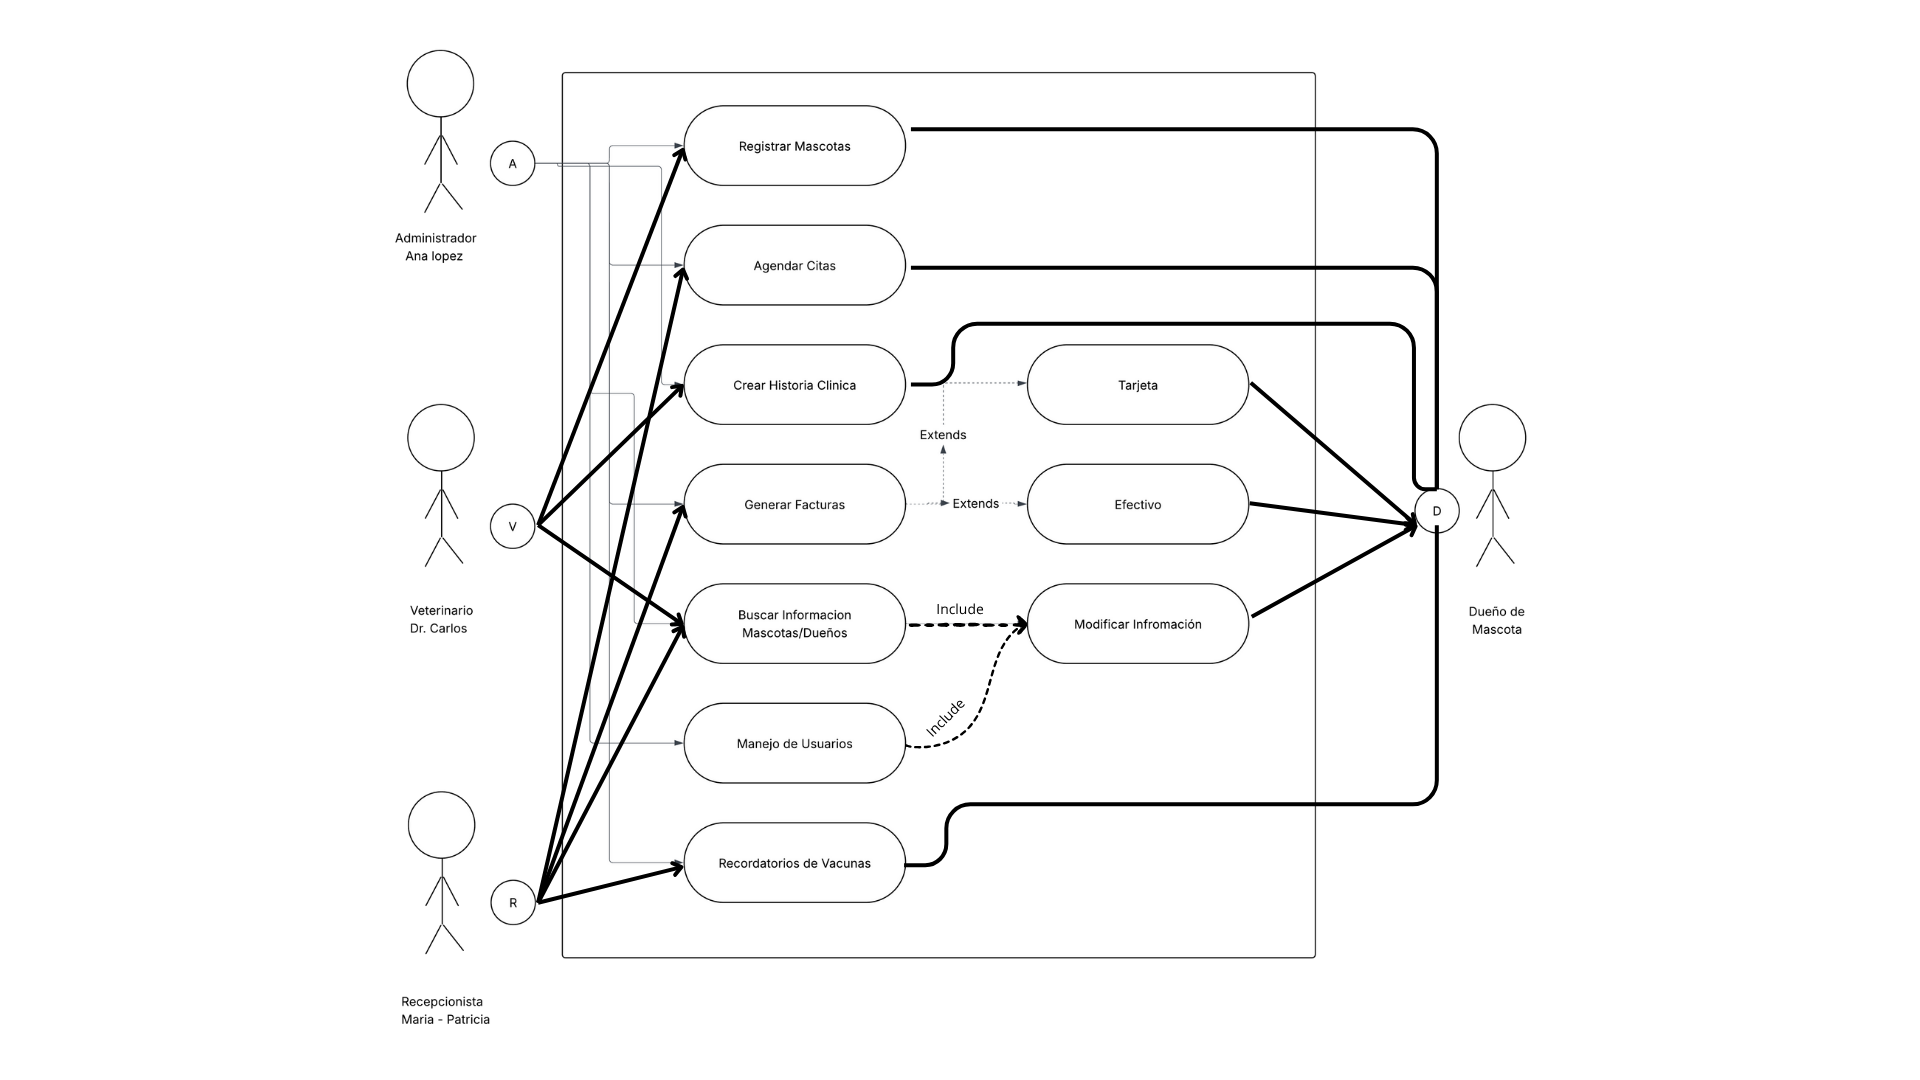 A
Administrador
Ana lopez
Registrar Mascotas
Agendar Citas
Crear Historia Clinica
Tarjeta
Extends
Generar Facturas
Extends
Efectivo
V
D
Veterinario
Dr. Carlos
Dueño de
Mascota
Buscar Informacion
Mascotas/Dueños
Include
Modificar Infromación
Include
Manejo de Usuarios
Recordatorios de Vacunas
R
Recepcionista
Maria - Patricia